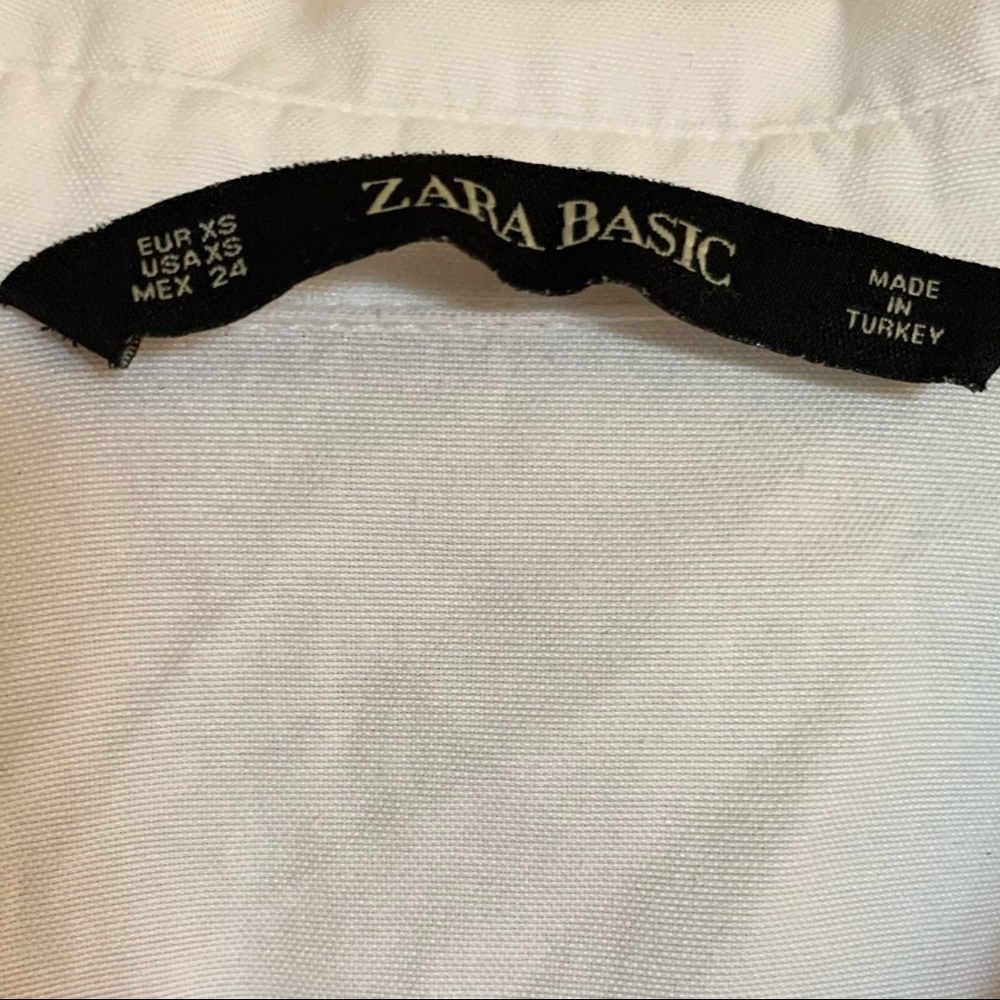 EUR XS
USA XS
MEX 24
ZARA BASIC
MADE
IN
TURKEY